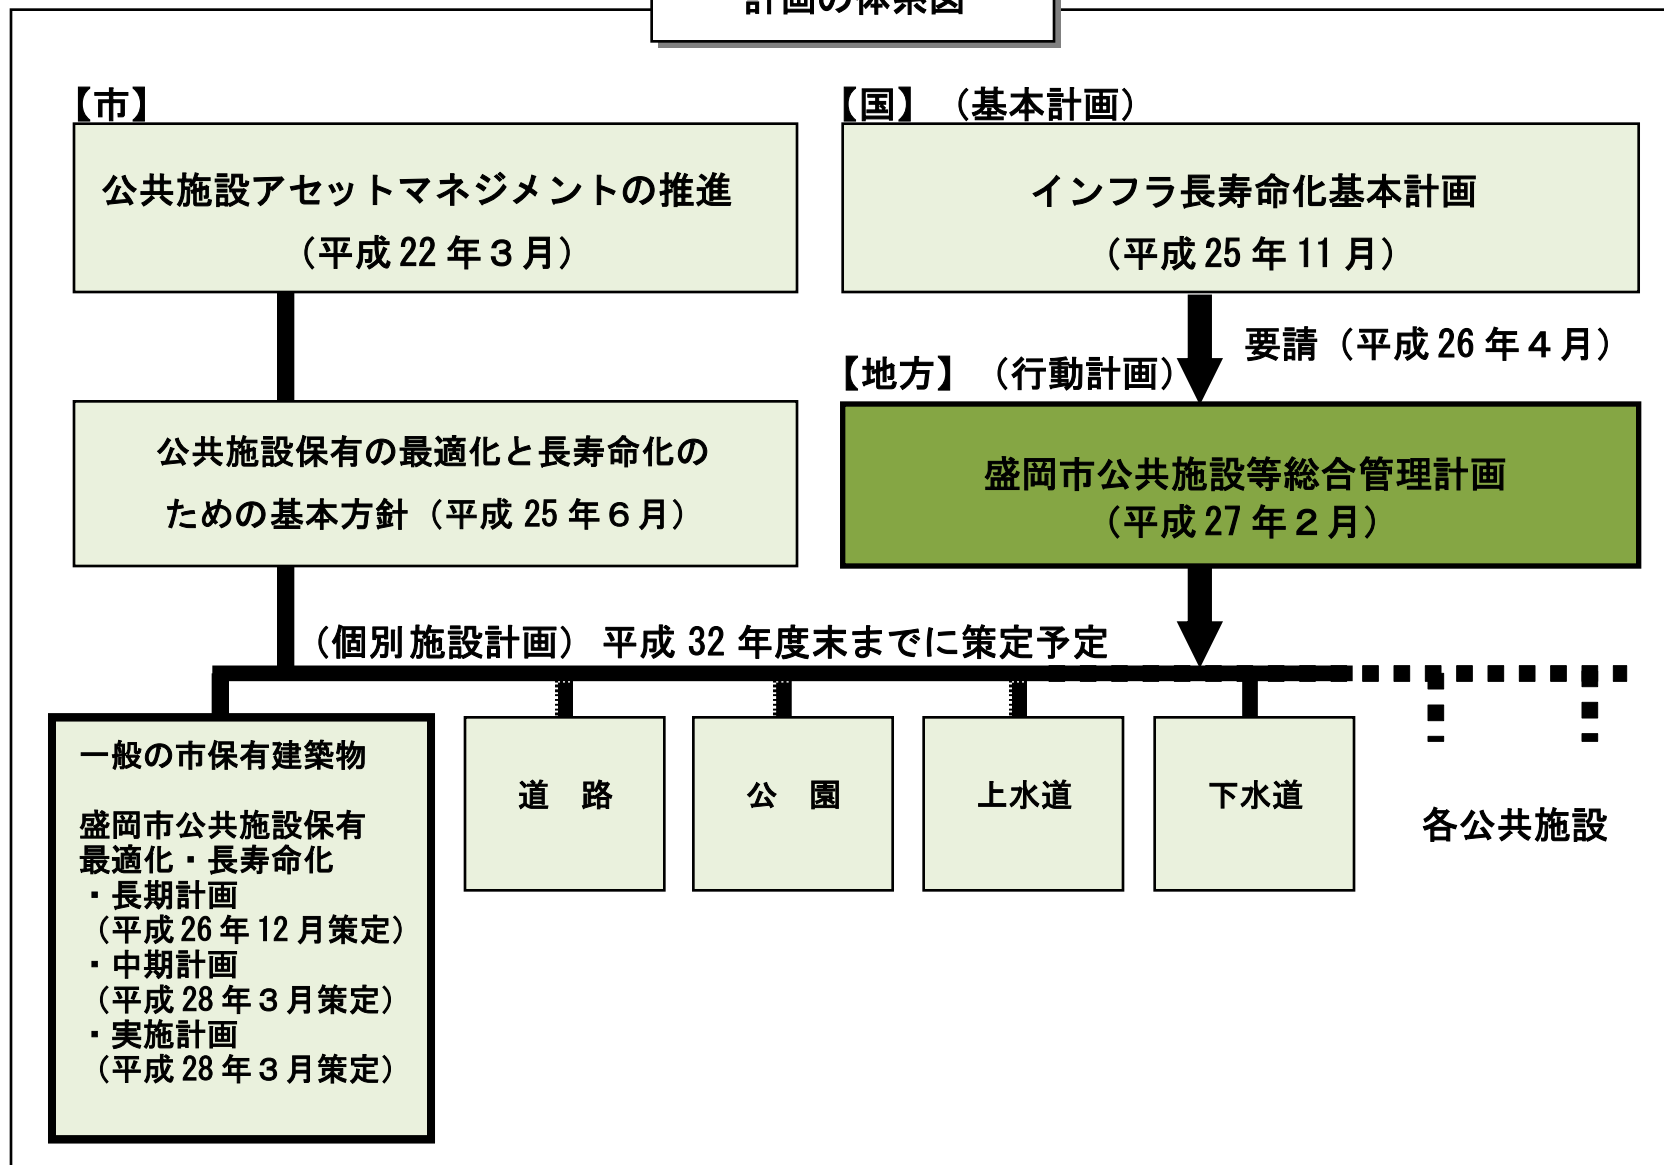 計画の体系図
【市】
公共施設アセットマネジメントの推進
（平成 22 年３月）
公共施設保有の最適化と長寿命化の
ための基本方針（平成 25 年６月）
【国】（基本計画）
インフラ長寿命化基本計画
（平成 25 年 11 月）
要請（平成 26 年４月）
【地方】（行動計画）
盛岡市公共施設等総合管理計画
（平成 27 年２月）
（個別施設計画） 平成 32 年度末までに策定予定
一般の市保有建築物
盛岡市公共施設保有
最適化・長寿命化
・長期計画
（平成 26 年 12 月策定）
・中期計画
（平成 28 年３月策定）
・実施計画
（平成 28 年３月策定）
道　路
公　園
上水道
下水道
各公共施設